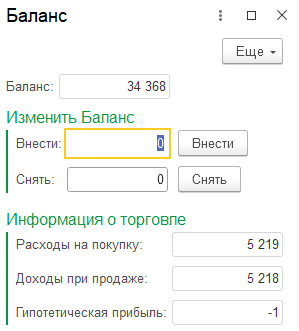 Баланс
Еще
Баланс: 34 368
Изменить Баланс
Внести: 0 Внести
Снять: 0 Снять
Информация о торговле
Расходы на покупку: 5 219
Доходы при продаже: 5 218
Гипотетическая прибыль: -1